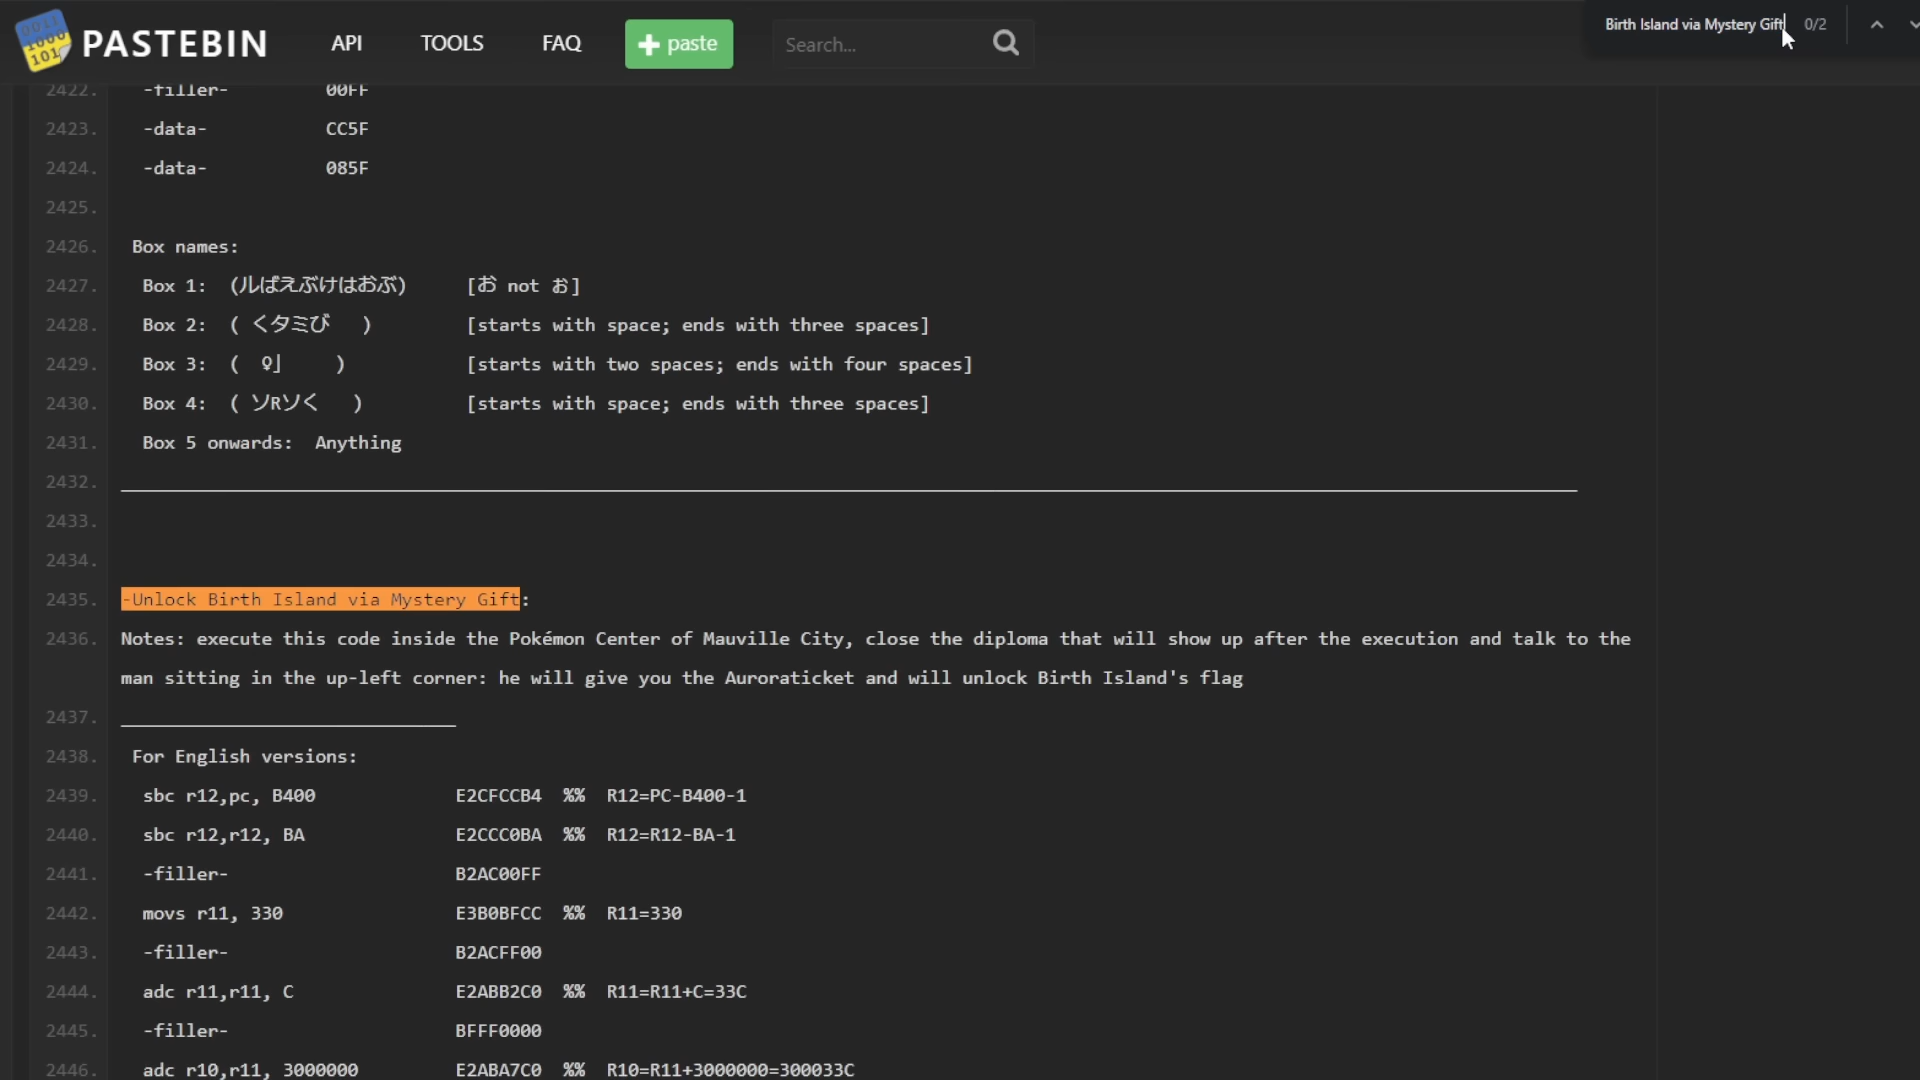 PASTEBIN API TOOLS FAQ paste Search... Birth Island via Mystery Gift 0/2
2422. -filler- 00FF
2423. -data- CC5F
2424. -data- 085F
2425.
2426. Box names:
2427. Box 1: (ルばえぶけはおぶ) [お not ぉ]
2428. Box 2: ( くタミび   ) [starts with space; ends with three spaces]
2429. Box 3: (  ♀」    ) [starts with two spaces; ends with four spaces]
2430. Box 4: ( ソRソく   ) [starts with space; ends with three spaces]
2431. Box 5 onwards: Anything
2432.
2433.
2434.
2435. -Unlock Birth Island via Mystery Gift:
2436. Notes: execute this code inside the Pokémon Center of Mauville City, close the diploma that will show up after the execution and talk to the
man sitting in the up-left corner: he will give you the Auroraticket and will unlock Birth Island's flag
2437.
2438. For English versions:
2439. sbc r12,pc, B400 E2CFCCB4 %% R12=PC-B400-1
2440. sbc r12,r12, BA E2CCC0BA %% R12=R12-BA-1
2441. -filler- B2AC00FF
2442. movs r11, 330 E3B0BFCC %% R11=330
2443. -filler- B2ACFF00
2444. adc r11,r11, C E2ABB2C0 %% R11=R11+C=33C
2445. -filler- BFFF0000
2446. adc r10,r11, 3000000 E2ABA7C0 %% R10=R11+3000000=300033C